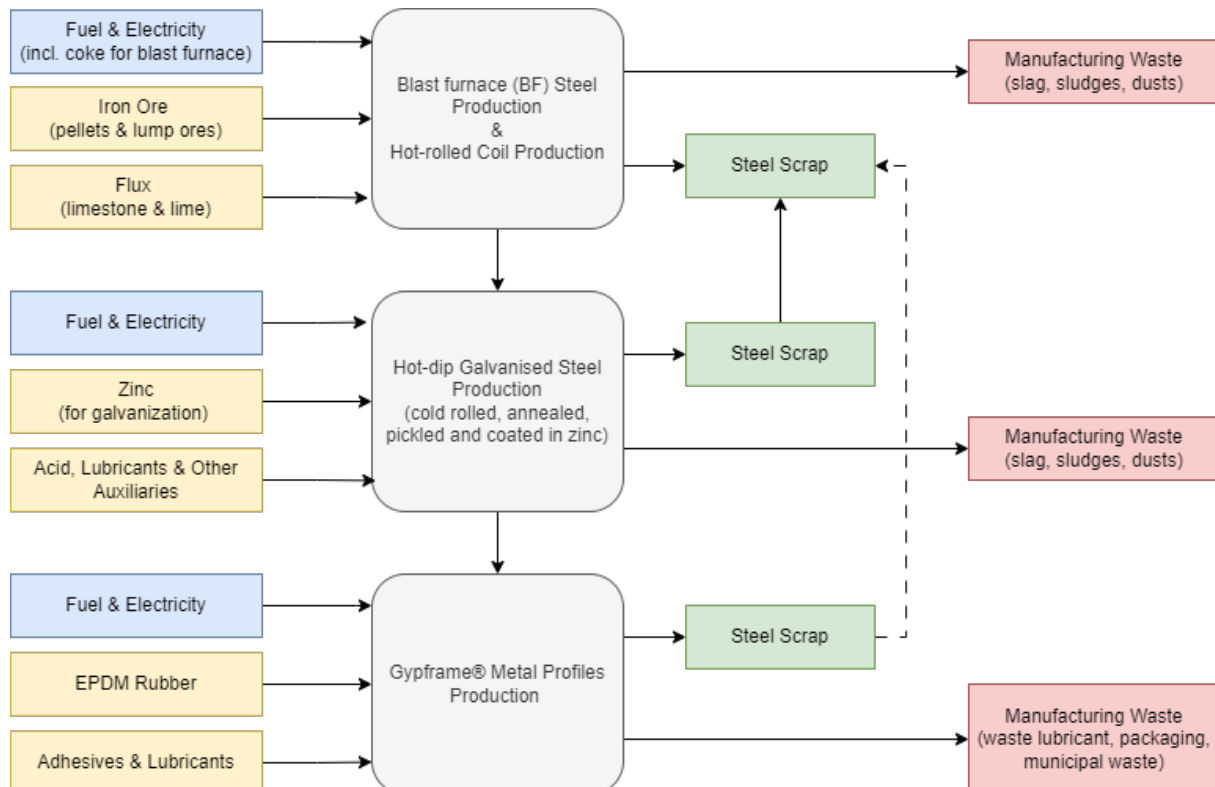 Fuel & Electricity
(incl. coke for blast furnace)
Iron Ore
(pellets & lump ores)
Flux
(limestone & lime)
Blast furnace (BF) Steel
Production
&
Hot-rolled Coil Production
Manufacturing Waste
(slag, sludges, dusts)
Steel Scrap
Fuel & Electricity
Zinc
(for galvanization)
Acid, Lubricants & Other
Auxiliaries
Hot-dip Galvanised Steel
Production
(cold rolled, annealed,
pickled and coated in zinc)
Steel Scrap
Manufacturing Waste
(slag, sludges, dusts)
Fuel & Electricity
EPDM Rubber
Adhesives & Lubricants
Gypframe® Metal Profiles
Production
Steel Scrap
Manufacturing Waste
(waste lubricant, packaging,
municipal waste)